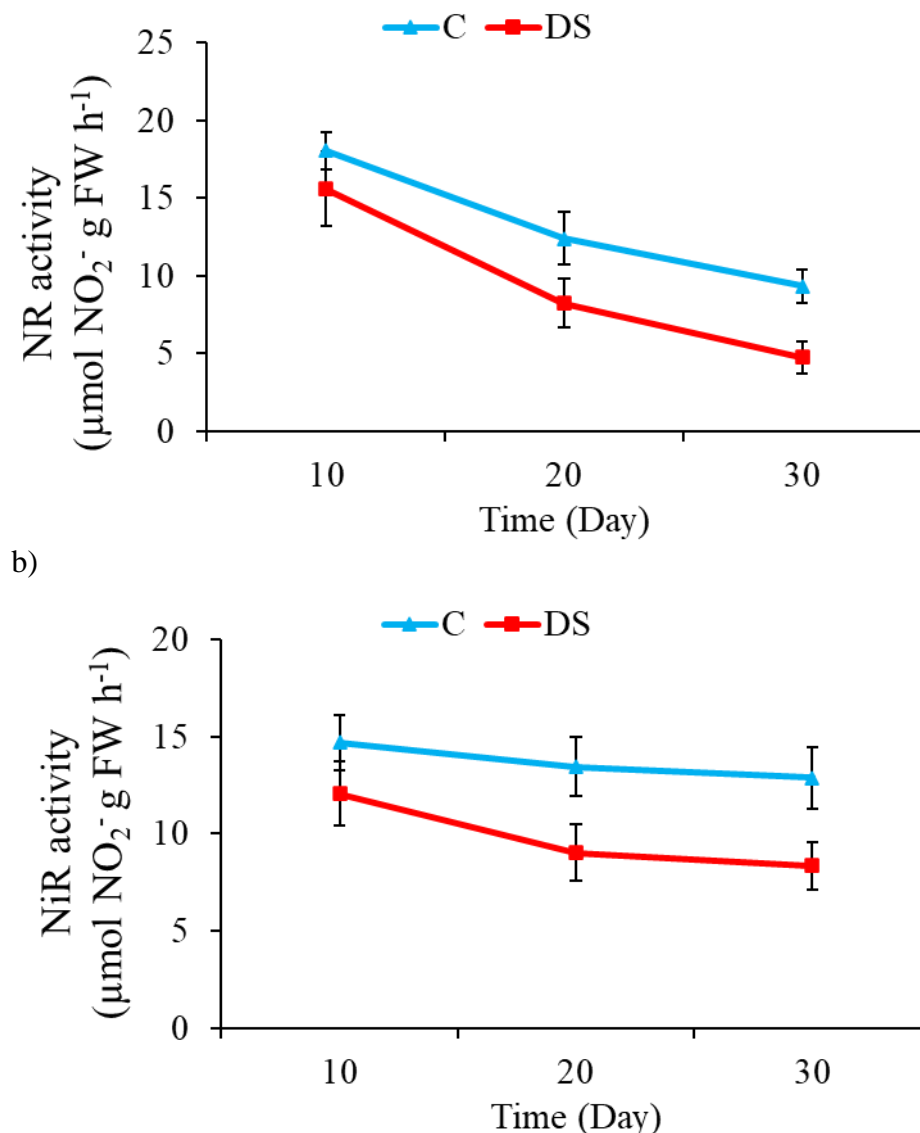 C DS
25
20
15
10
5
0
NR activity
(µmol NO₂⁻ g FW h⁻¹)
10 20 30
Time (Day)
b)
C DS
20
15
10
5
0
NiR activity
(µmol NO₂⁻ g FW h⁻¹)
10 20 30
Time (Day)